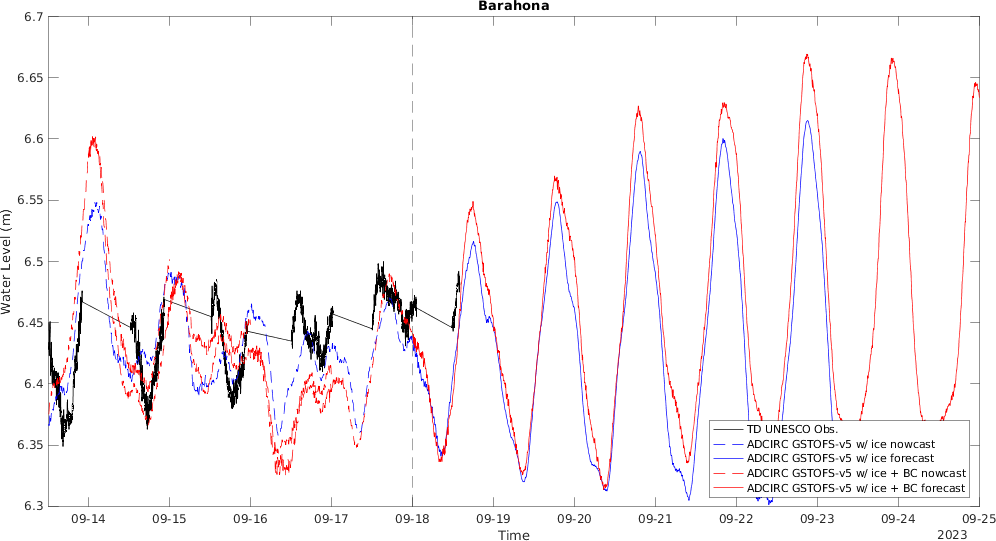 Barahona
6.7
6.65
6.6
6.55
6.5
6.45
6.4
6.35
6.3
Water Level (m)
TD UNESCO Obs.
ADCIRC GSTOFS-v5 w/ ice nowcast
ADCIRC GSTOFS-v5 w/ ice forecast
ADCIRC GSTOFS-v5 w/ ice + BC nowcast
ADCIRC GSTOFS-v5 w/ ice + BC forecast
09-14 09-15 09-16 09-17 09-18 09-19 09-20 09-21 09-22 09-23 09-24 09-25
Time
2023